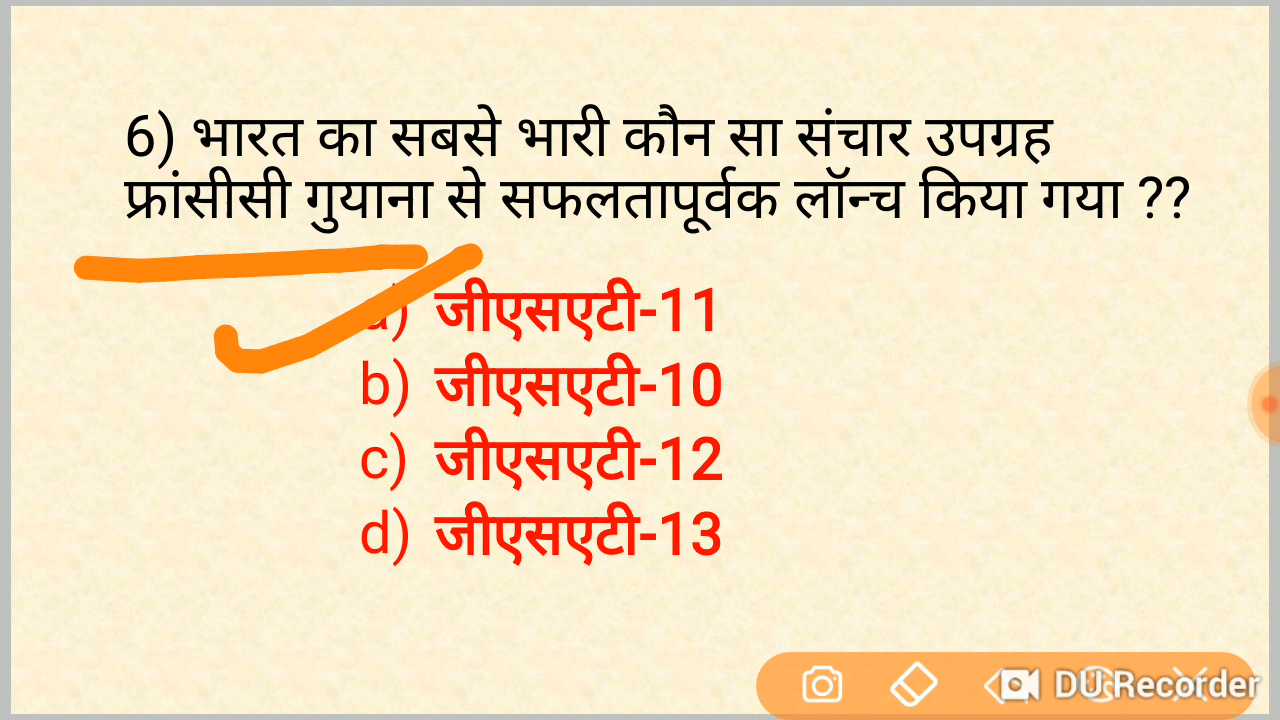 6) भारत का सबसे भारी कौन सा संचार उपग्रह
फ्रांसीसी गुयाना से सफलतापूर्वक लॉन्च किया गया ??
a) जीएसएटी-11
b) जीएसएटी-10
c) जीएसएटी-12
d) जीएसएटी-13
DU Recorder